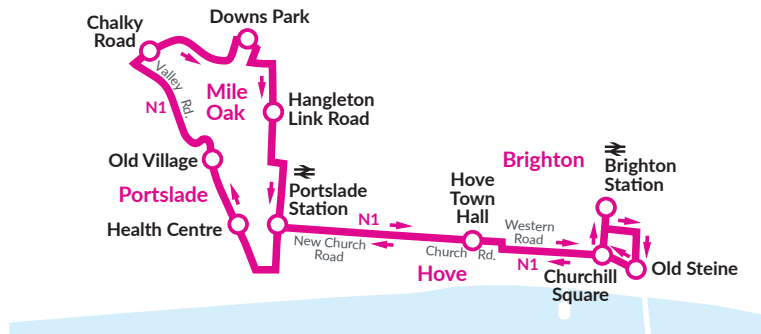 Downs Park
Chalky
Road
Valley Rd.
Mile
Oak
N1
Hangleton
Link Road
Old Village
Portslade
Portslade
Station
Health Centre
N1
New Church
Road
Hove
Town
Hall
Church Rd.
Hove
Western
Road
N1
Brighton
Brighton
Station
Churchill
Square
Old Steine